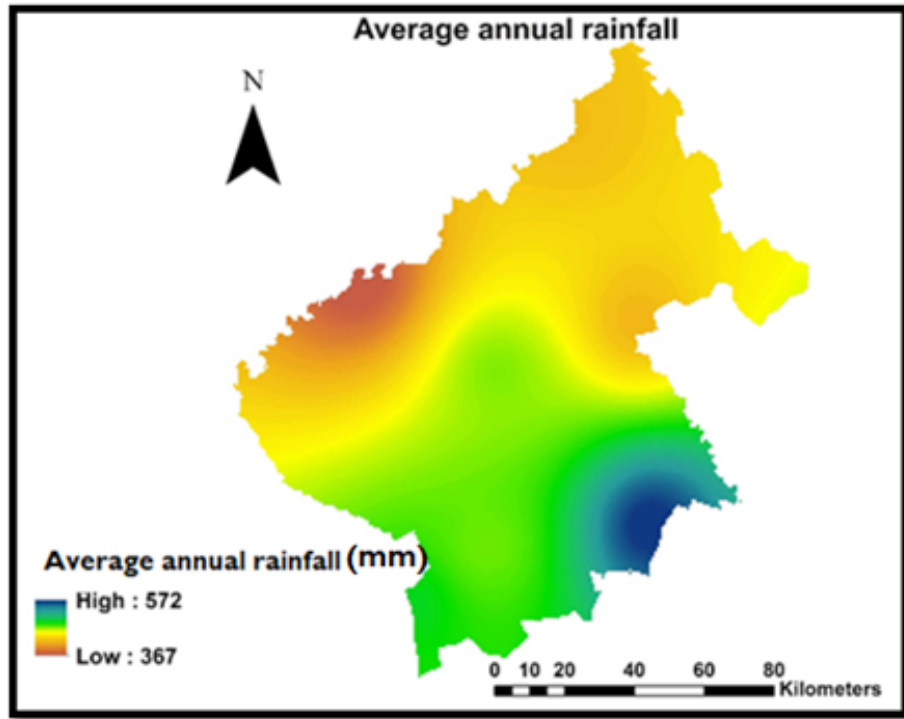 Average annual rainfall
N
Average annual rainfall (mm)
High : 572
Low : 367
0 10 20 40 60 80
Kilometers